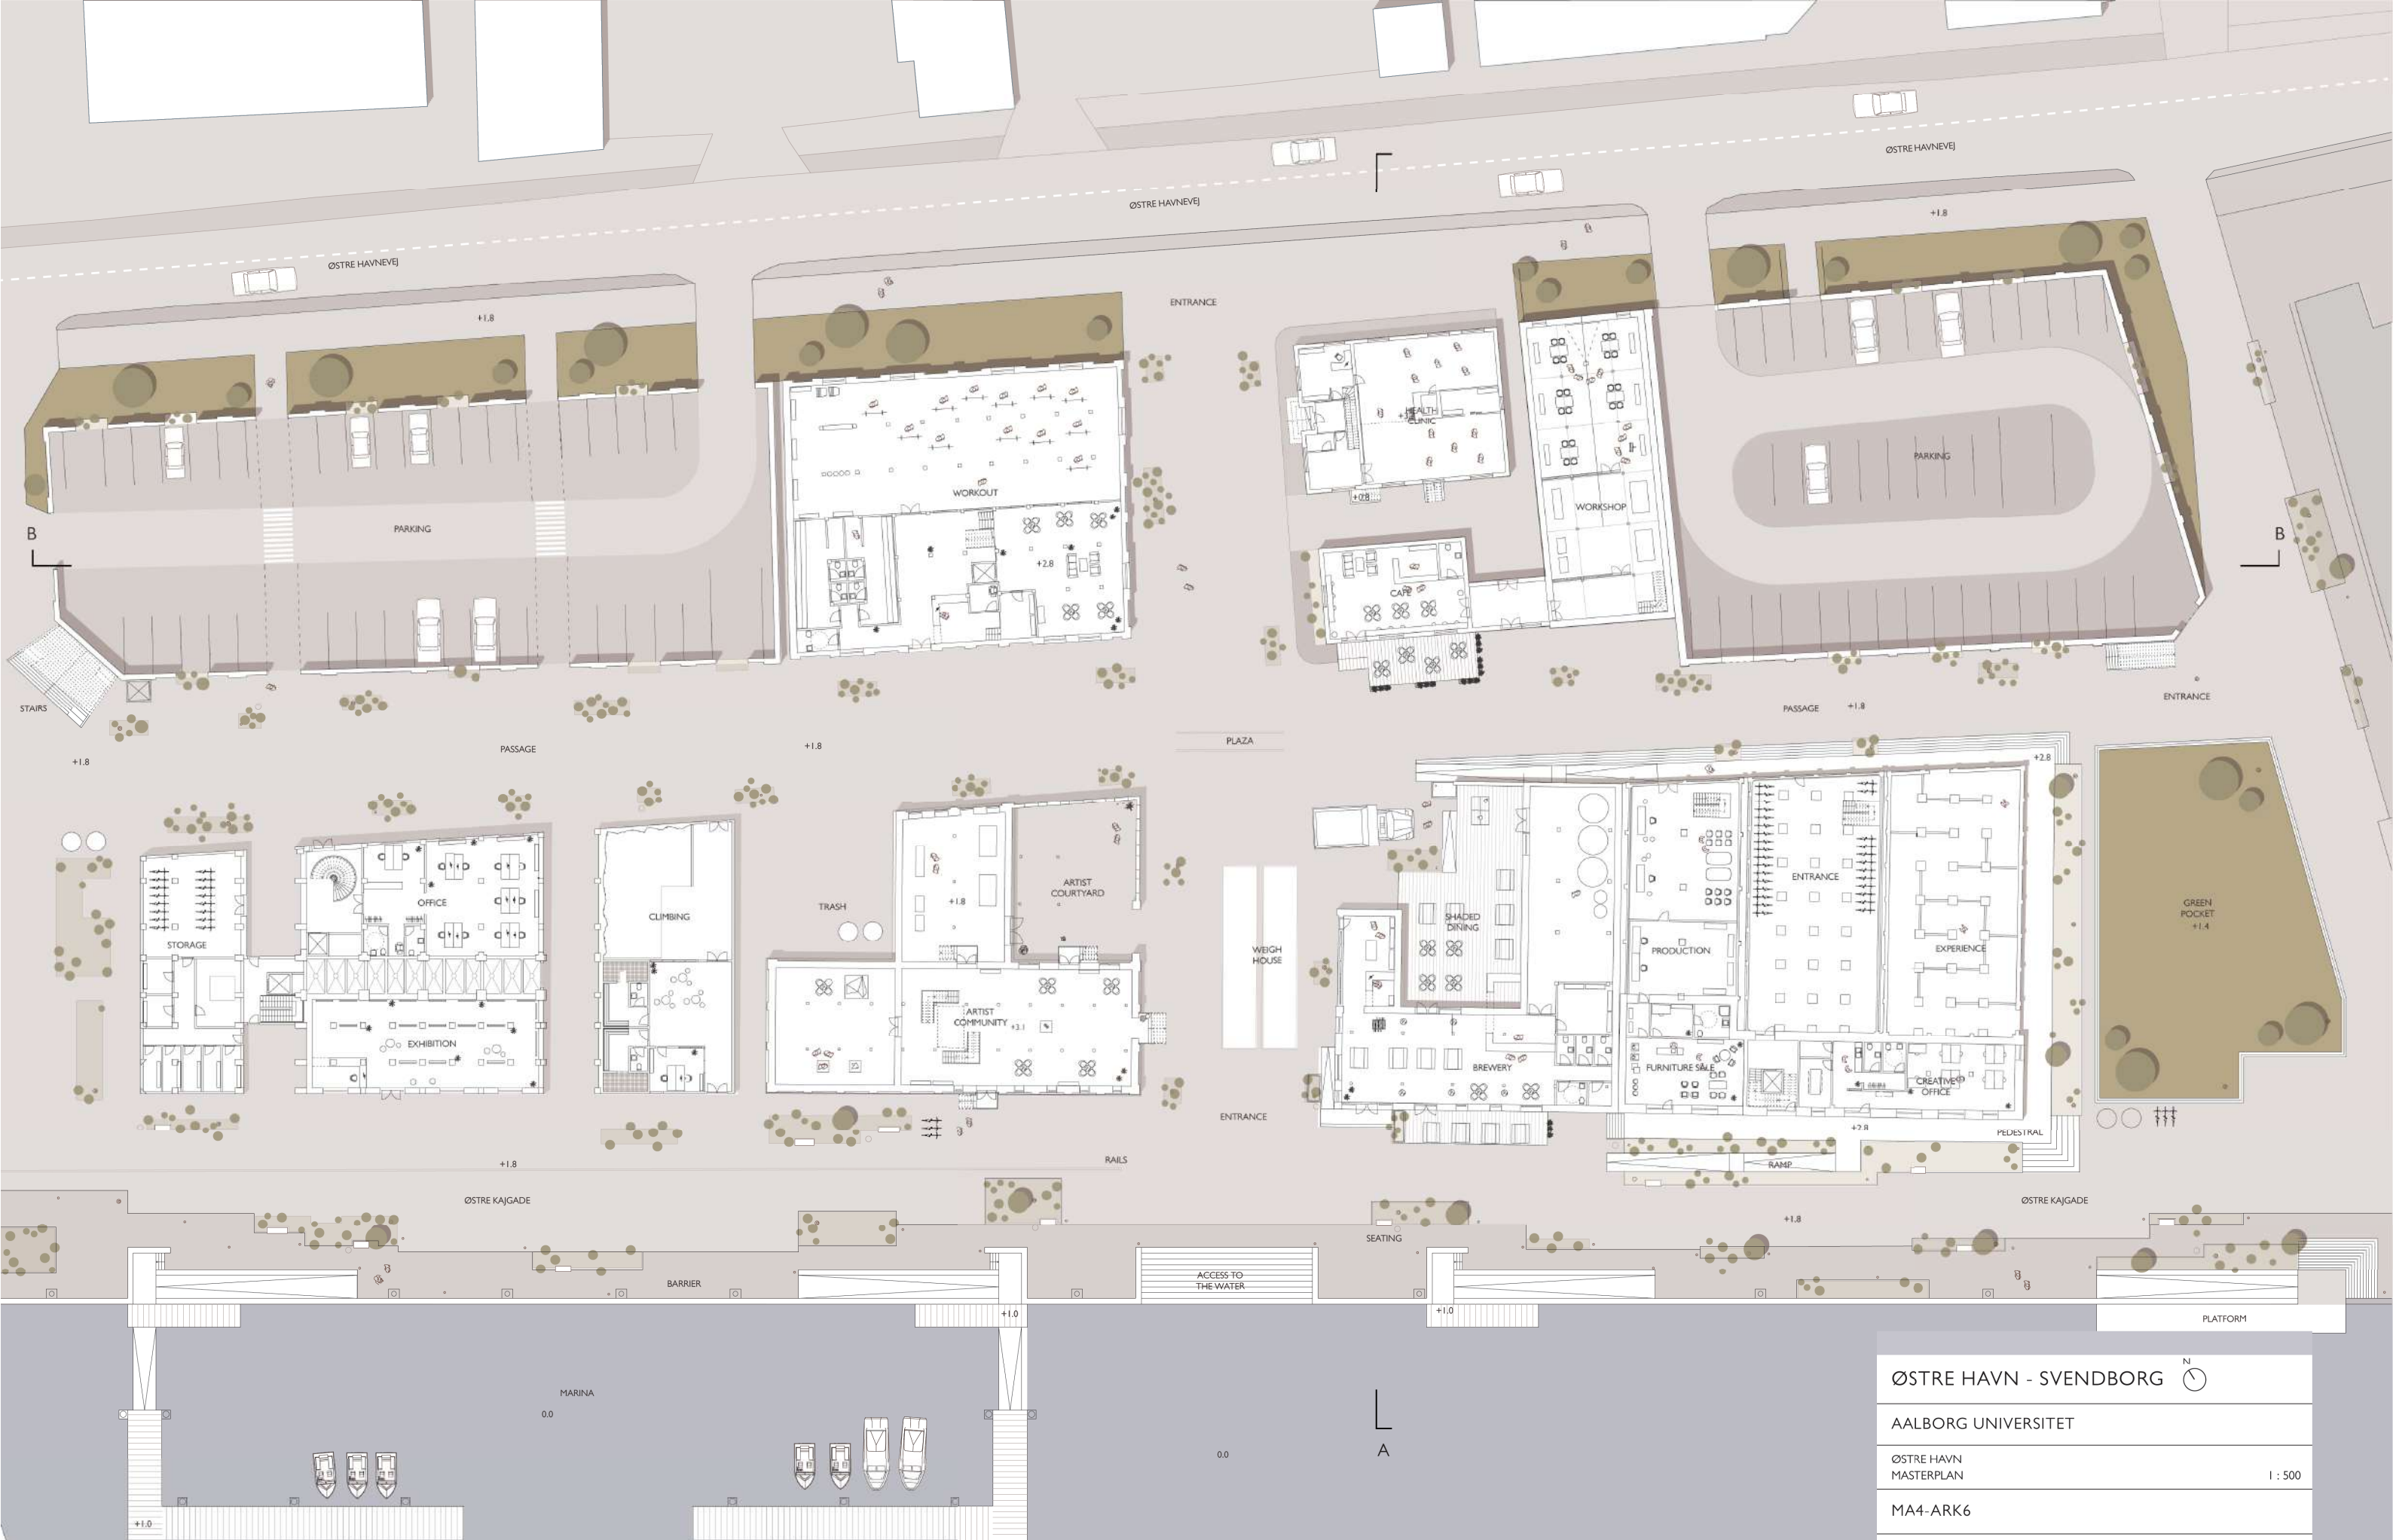 ØSTRE HAVNEVEJ
ØSTRE HAVNEVEJ
ØSTRE HAVNEVEJ
+1.8
ENTRANCE
+1.8
HEALTH
CLINIC
+0.8
WORKSHOP
PARKING
WORKOUT
+2.8
PARKING
B
B
CAFE
STAIRS
ENTRANCE
PASSAGE
+1.8
PLAZA
PASSAGE
+1.8
+1.8
+2.8
OFFICE
STORAGE
EXHIBITION
CLIMBING
TRASH
+1.8
ARTIST
COURTYARD
ARTIST
COMMUNITY
WEIGH
HOUSE
SHADED
DINING
PRODUCTION
ENTRANCE
EXPERIENCE
GREEN
POCKET
+1.4
BREWERY
FURNITURE SALE
CREATIVE
OFFICE
ENTRANCE
+2.8
PEDESTRAL
RAMP
RAILS
+1.8
ØSTRE KAJGADE
ØSTRE KAJGADE
+1.8
SEATING
BARRIER
ACCESS TO
THE WATER
+1.0
+1.0
PLATFORM
MARINA
0.0
0.0
A
+1.0
N
ØSTRE HAVN - SVENDBORG
AALBORG UNIVERSITET
ØSTRE HAVN
MASTERPLAN
1 : 500
MA4-ARK6